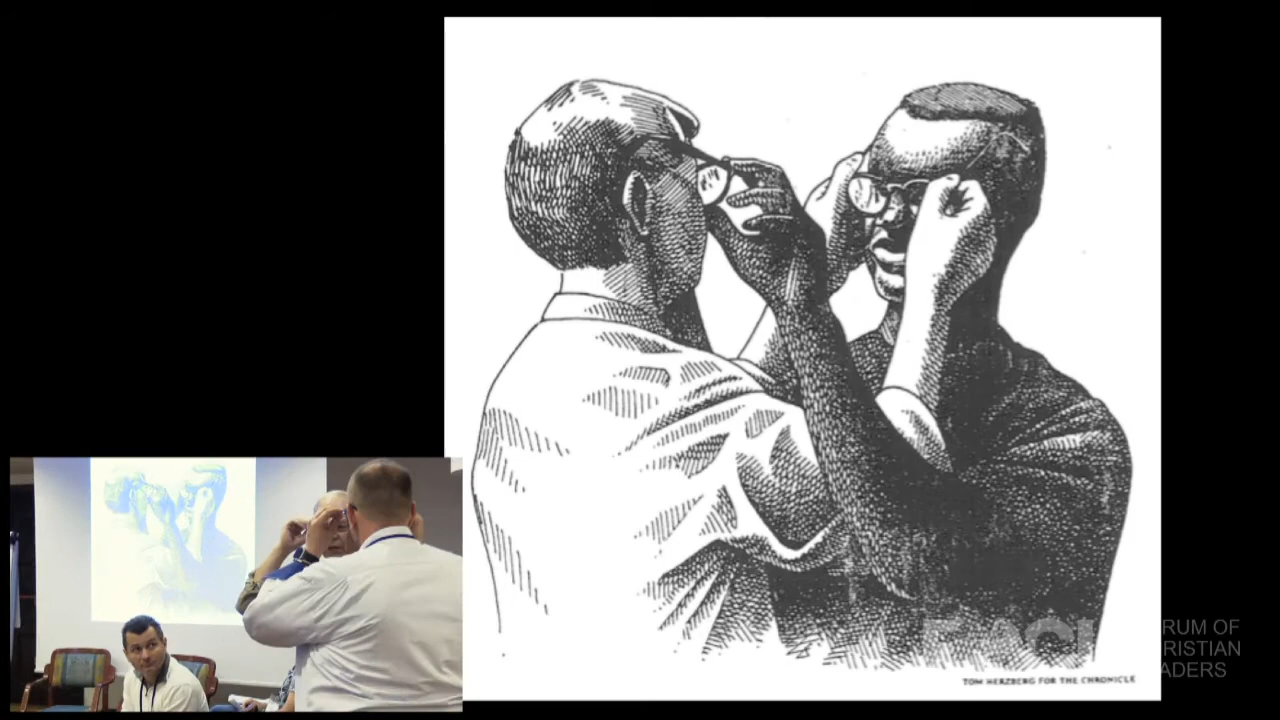 TOM HERZBERG FOR THE CHRONICLE
RUM OF
RISTIAN
ADERS